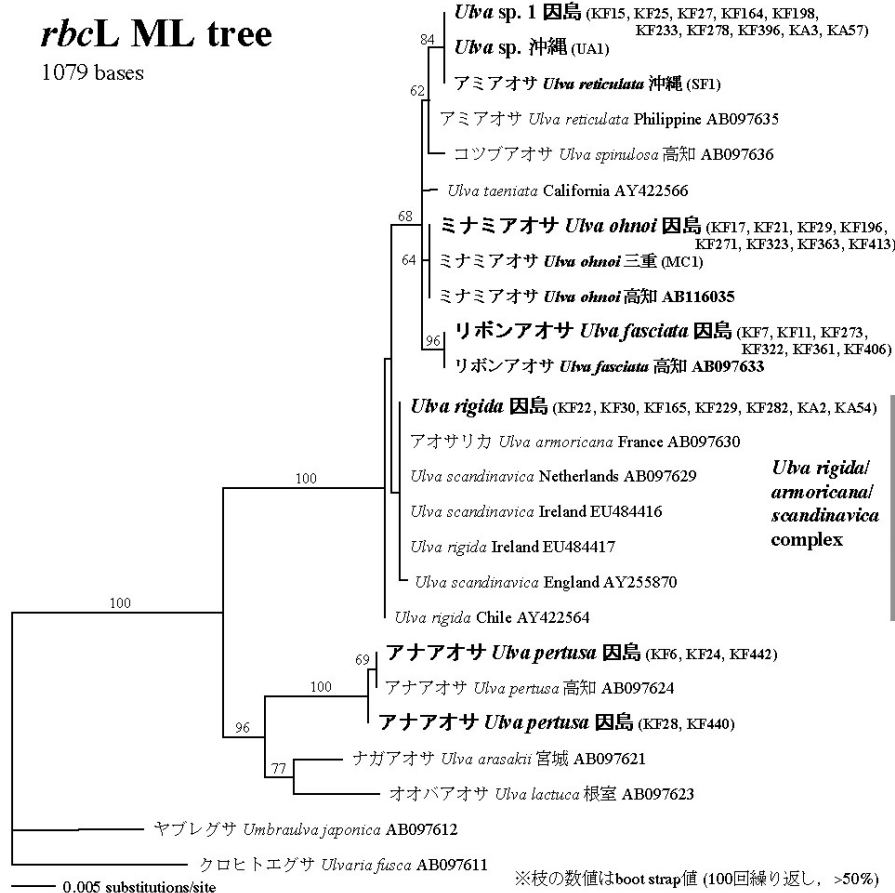 rbcL ML tree
1079 bases
Ulva sp. 1 因島 (KF15, KF25, KF27, KF164, KF198,
KF233, KF278, KF396, KA3, KA57)
84
Ulva sp. 沖縄 (UA1)
アミアオサ Ulva reticulata 沖縄 (SF1)
62
アミアオサ Ulva reticulata Philippine AB097635
コツブアオサ Ulva spinulosa 高知 AB097636
Ulva taeniata California AY422566
68
ミナミアオサ Ulva ohnoi 因島 (KF17, KF21, KF29, KF196,
KF271, KF323, KF363, KF413)
64
ミナミアオサ Ulva ohnoi 三重 (MC1)
ミナミアオサ Ulva ohnoi 高知 AB116035
リボンアオサ Ulva fasciata 因島 (KF7, KF11, KF273,
KF322, KF361, KF406)
96
リボンアオサ Ulva fasciata 高知 AB097633
Ulva rigida 因島 (KF22, KF30, KF165, KF229, KF282, KA2, KA54)
アオサリカ Ulva armoricana France AB097630
Ulva scandinavica Netherlands AB097629
Ulva scandinavica Ireland EU484416
Ulva rigida Ireland EU484417
Ulva scandinavica England AY255870
Ulva rigida Chile AY422564
Ulva rigida/
armoricana/
scandinavica
complex
100
100
アナアオサ Ulva pertusa 因島 (KF6, KF24, KF442)
69
アナアオサ Ulva pertusa 高知 AB097624
100
アナアオサ Ulva pertusa 因島 (KF28, KF440)
96
ナガアオサ Ulva arasakii 宮城 AB097621
77
オオバアオサ Ulva lactuca 根室 AB097623
ヤブレグサ Umbraulva japonica AB097612
クロヒトエグサ Ulvaria fusca AB097611
0.005 substitutions/site
※枝の数値はboot strap値 (100回繰り返し, >50%)